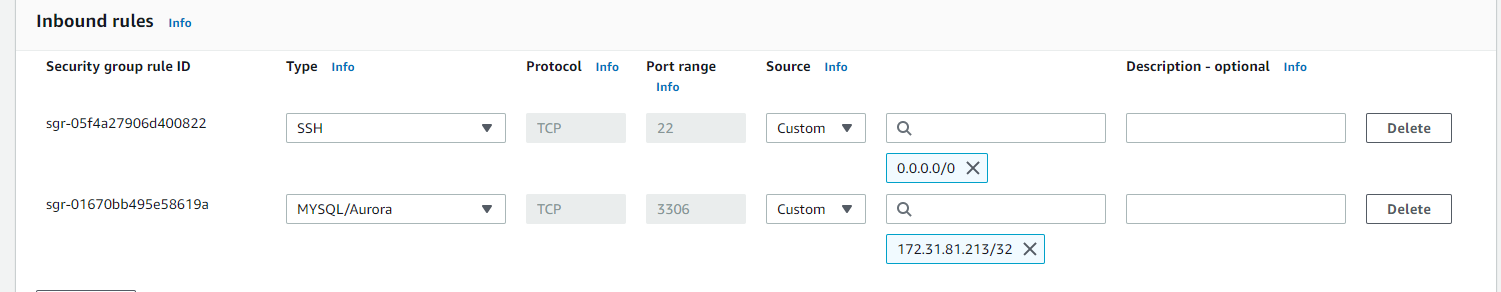 Inbound rules Info
Security group rule ID Type Info Protocol Info Port range Info Source Info Description - optional Info
sgr-05f4a27906d400822 SSH TCP 22 Custom Delete
0.0.0.0/0
sgr-01670bb495e58619a MYSQL/Aurora TCP 3306 Custom Delete
172.31.81.213/32